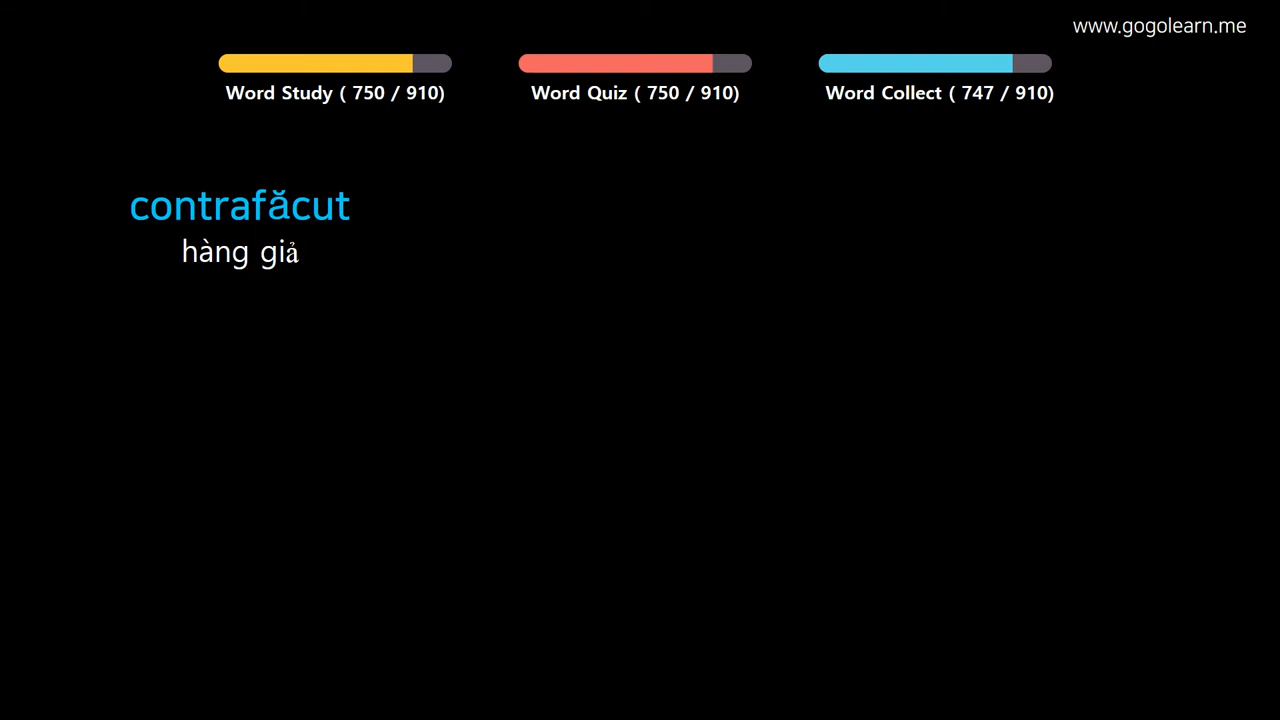 www.gogolearn.me
Word Study ( 750 / 910)
Word Quiz ( 750 / 910)
Word Collect ( 747 / 910)
contrafăcut
hàng giả